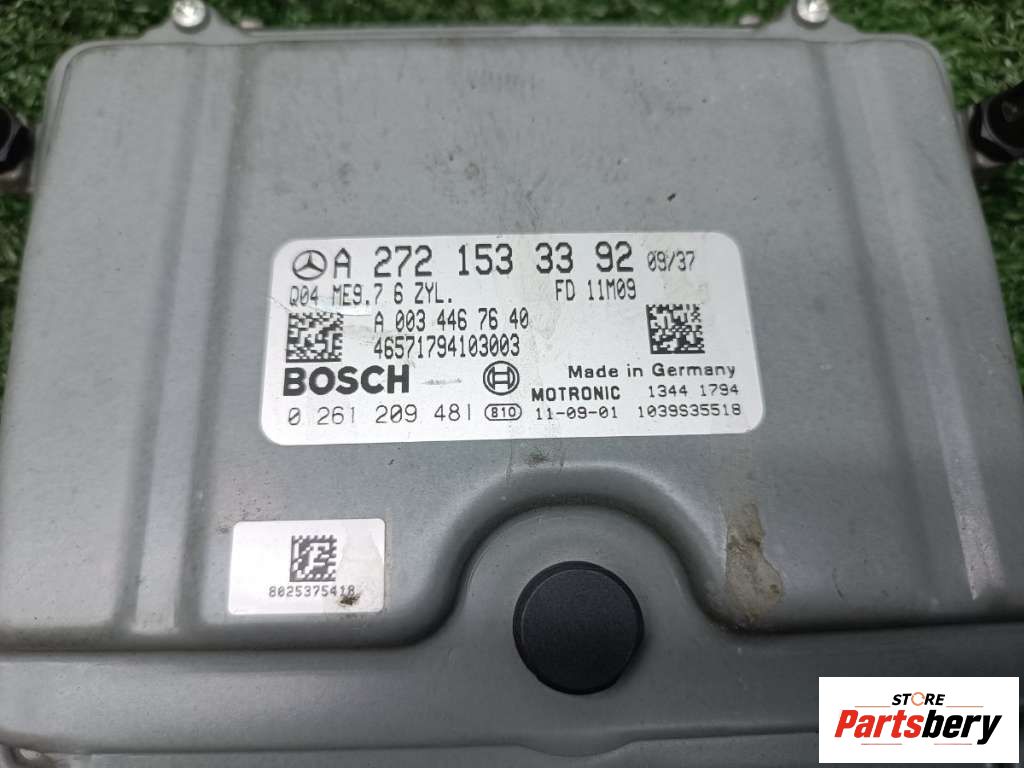 A 272 153 33 92 09/37
Q04 ME9.7 6 ZYL. FD 11M09
A 003 446 76 40
46571794103003
BOSCH
Made in Germany
MOTRONIC 1344 1794
0 261 209 481 810 11-09-01 1039S35518
8025375418
STORE
Partsbery